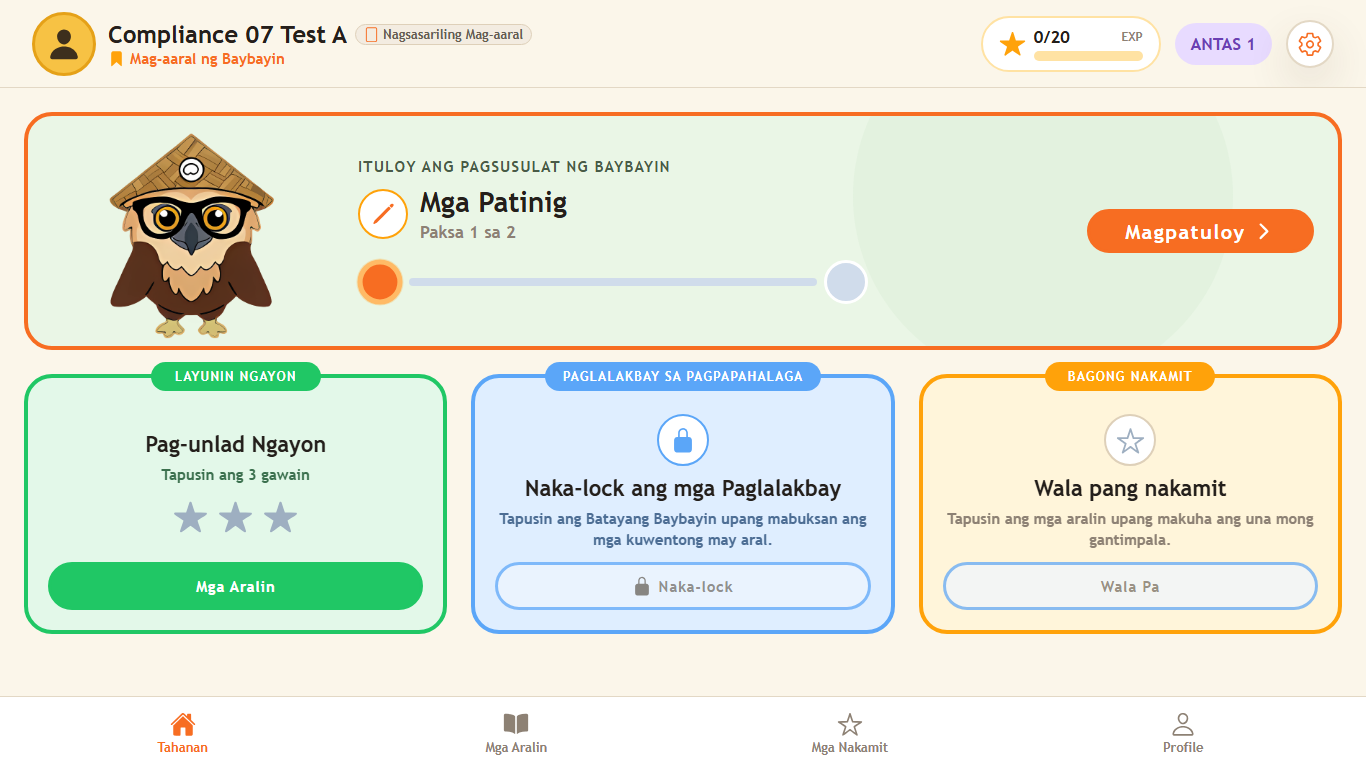 Compliance 07 Test A
Nagsasariling Mag-aaral
Mag-aaral ng Baybayin
0/20
EXP
ANTAS 1
ITULOY ANG PAGSUSULAT NG BAYBAYIN
Mga Patinig
Paksa 1 sa 2
Magpatuloy
LAYUNIN NGAYON
Pag-unlad Ngayon
Tapusin ang 3 gawain
Mga Aralin
PAGLALAKBAY SA PAGPAPAHALAGA
Naka-lock ang mga Paglalakbay
Tapusin ang Batayang Baybayin upang mabuksan ang
mga kuwentong may aral.
Naka-lock
BAGONG NAKAMIT
Wala pang nakamit
Tapusin ang mga aralin upang makuha ang una mong
gantimpala.
Wala Pa
Tahanan
Mga Aralin
Mga Nakamit
Profile